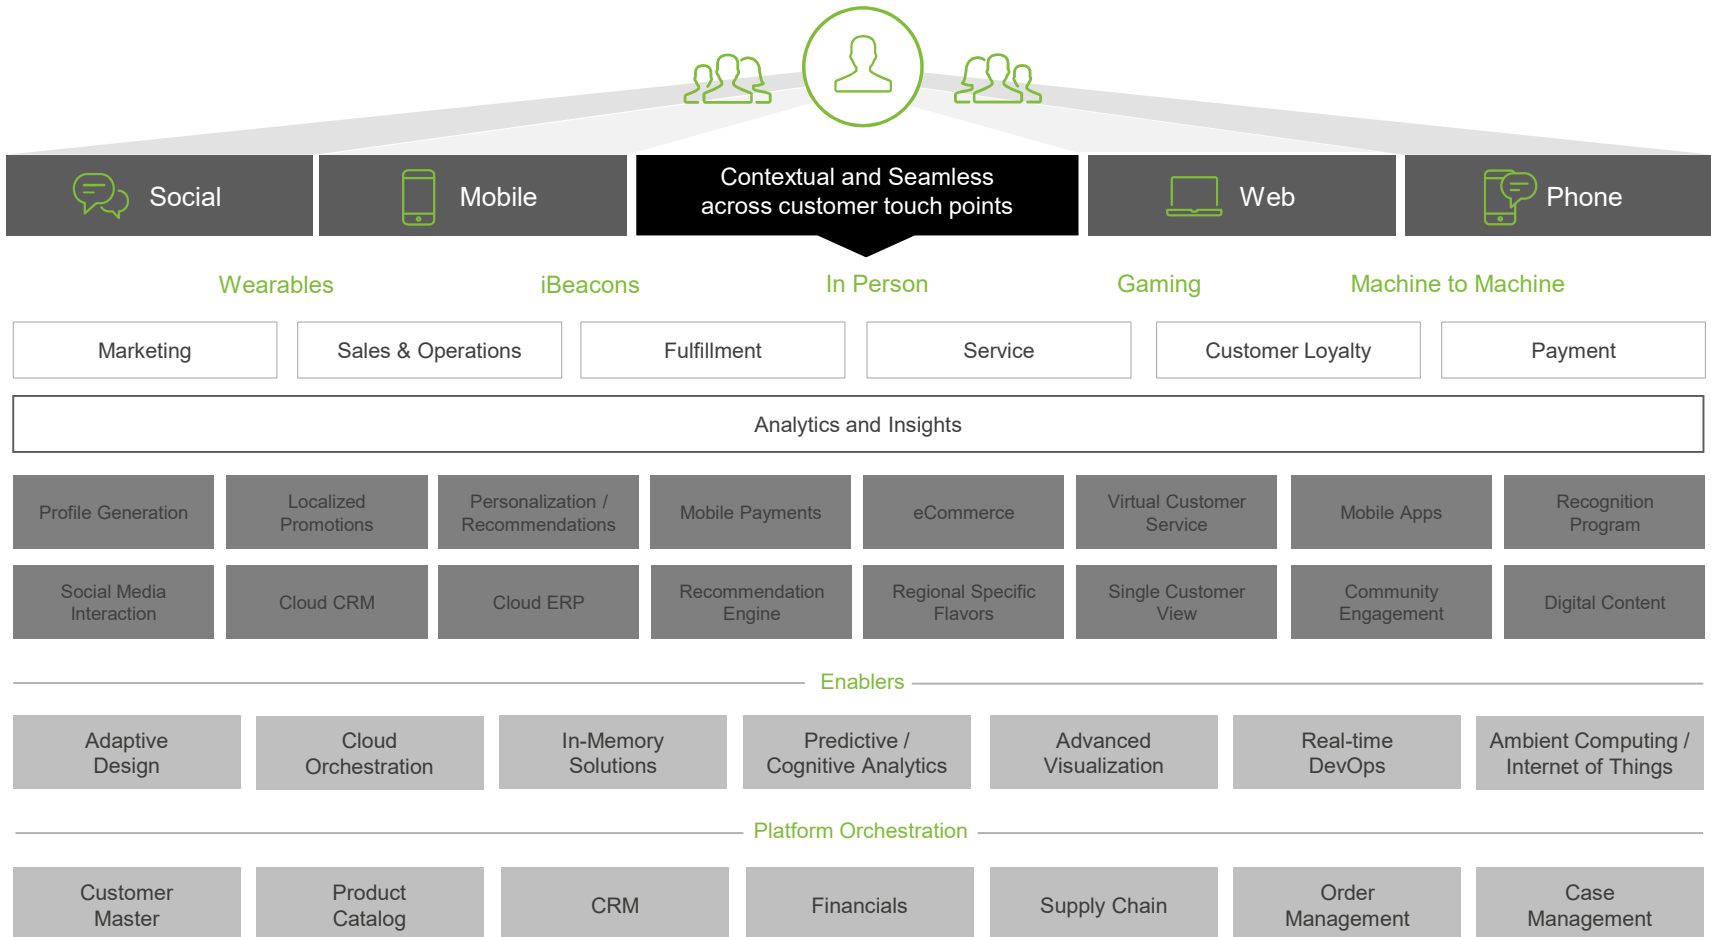 Social
Mobile
Contextual and Seamless
across customer touch points
Web
Phone
Wearables
iBeacons
In Person
Gaming
Machine to Machine
Marketing
Sales & Operations
Fulfillment
Service
Customer Loyalty
Payment
Analytics and Insights
Profile Generation
Localized
Promotions
Personalization /
Recommendations
Mobile Payments
eCommerce
Virtual Customer
Service
Mobile Apps
Recognition
Program
Social Media
Interaction
Cloud CRM
Cloud ERP
Recommendation
Engine
Regional Specific
Flavors
Single Customer
View
Community
Engagement
Digital Content
Enablers
Adaptive
Design
Cloud
Orchestration
In-Memory
Solutions
Predictive /
Cognitive Analytics
Advanced
Visualization
Real-time
DevOps
Ambient Computing /
Internet of Things
Platform Orchestration
Customer
Master
Product
Catalog
CRM
Financials
Supply Chain
Order
Management
Case
Management